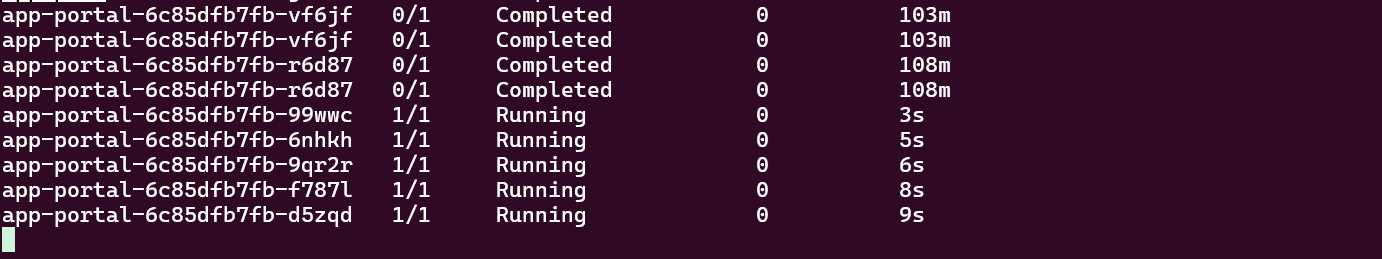 app-portal-6c85dfb7fb-vf6jf   0/1     Completed           0          103m
app-portal-6c85dfb7fb-vf6jf   0/1     Completed           0          103m
app-portal-6c85dfb7fb-r6d87   0/1     Completed           0          108m
app-portal-6c85dfb7fb-r6d87   0/1     Completed           0          108m
app-portal-6c85dfb7fb-99wwc   1/1     Running             0          3s
app-portal-6c85dfb7fb-6nhkh   1/1     Running             0          5s
app-portal-6c85dfb7fb-9qr2r   1/1     Running             0          6s
app-portal-6c85dfb7fb-f787l   1/1     Running             0          8s
app-portal-6c85dfb7fb-d5zqd   1/1     Running             0          9s